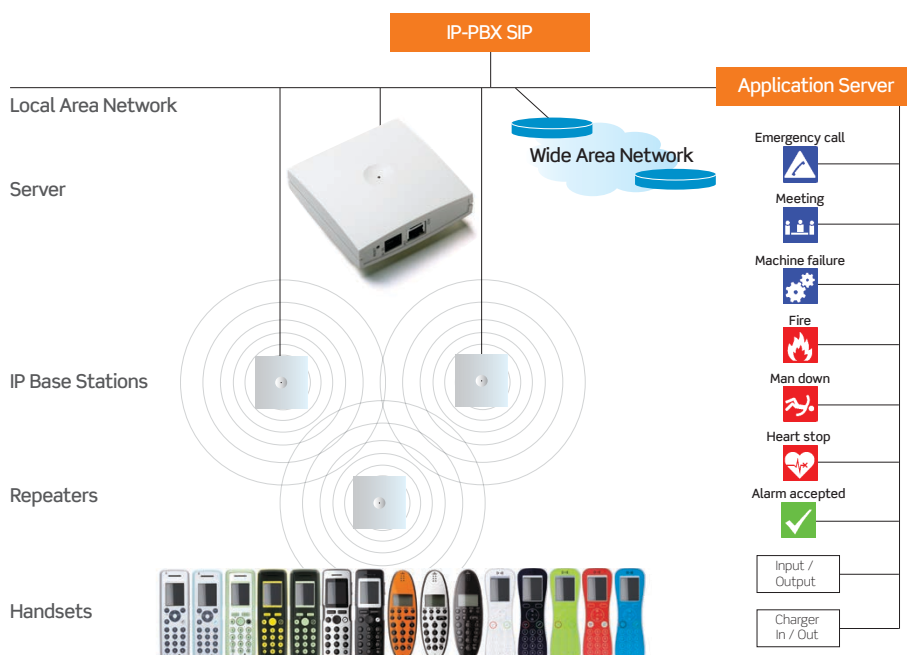 IP-PBX SIP
Application Server
Local Area Network
Wide Area Network
Server
IP Base Stations
Repeaters
Handsets
Emergency call
Meeting
Machine failure
Fire
Man down
Heart stop
Alarm accepted
Input /
Output
Charger
In / Out